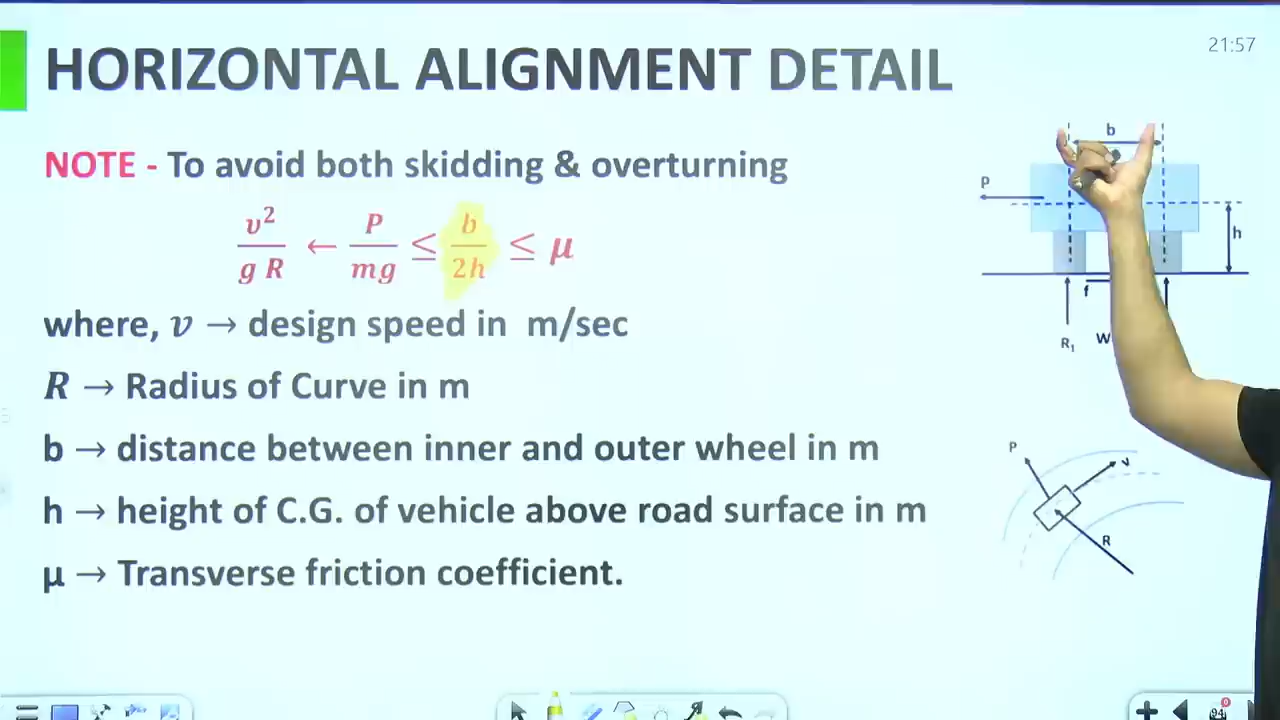 HORIZONTAL ALIGNMENT DETAIL
21:57
NOTE - To avoid both skidding & overturning
v²/g R ← P/mg ≤ b/2h ≤ μ
where, v → design speed in m/sec
R → Radius of Curve in m
b → distance between inner and outer wheel in m
h → height of C.G. of vehicle above road surface in m
μ → Transverse friction coefficient.
b
P
h
f
R₁
W
P
v
R
94